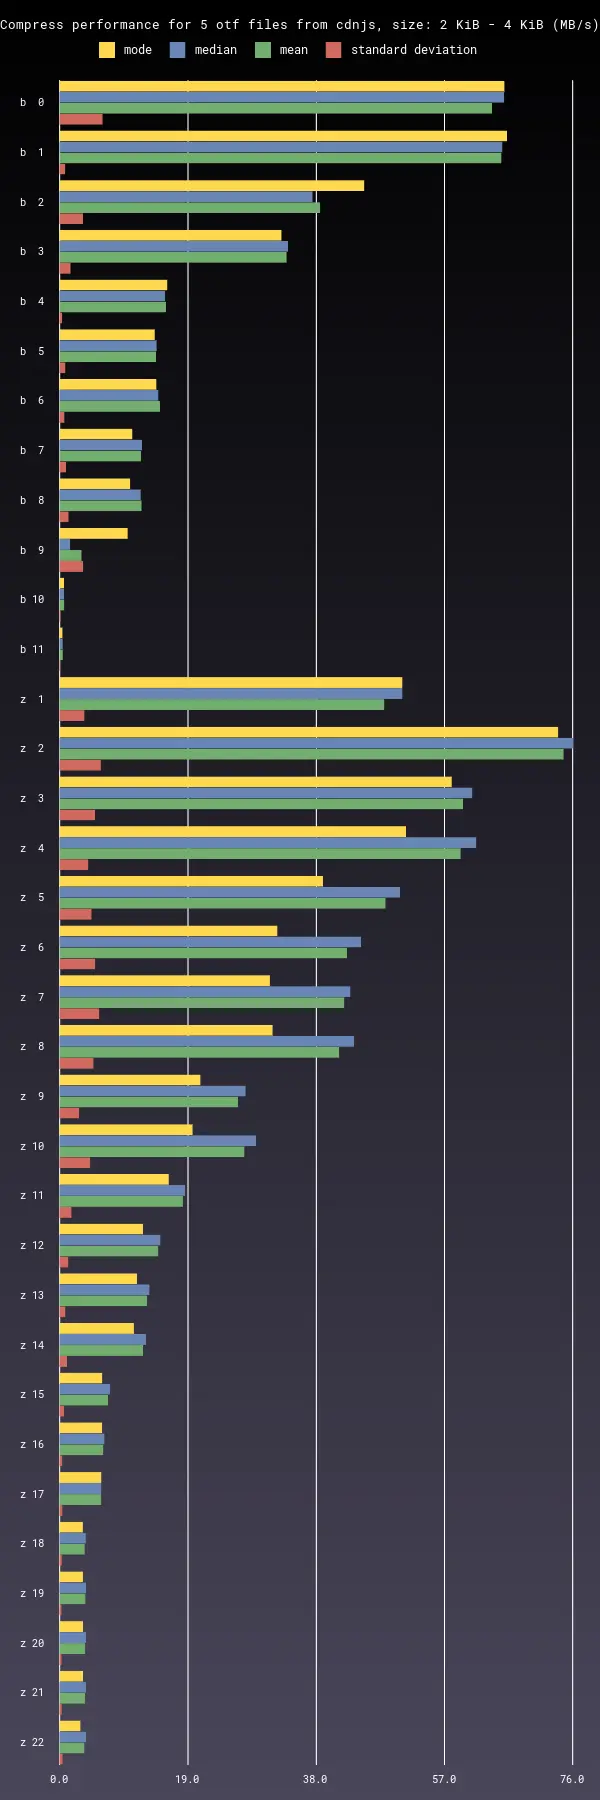 Compress performance for 5 otf files from cdnjs, size: 2 KiB - 4 KiB (MB/s)
mode median mean standard deviation
b 0
b 1
b 2
b 3
b 4
b 5
b 6
b 7
b 8
b 9
b 10
b 11
z 1
z 2
z 3
z 4
z 5
z 6
z 7
z 8
z 9
z 10
z 11
z 12
z 13
z 14
z 15
z 16
z 17
z 18
z 19
z 20
z 21
z 22
0.0 19.0 38.0 57.0 76.0